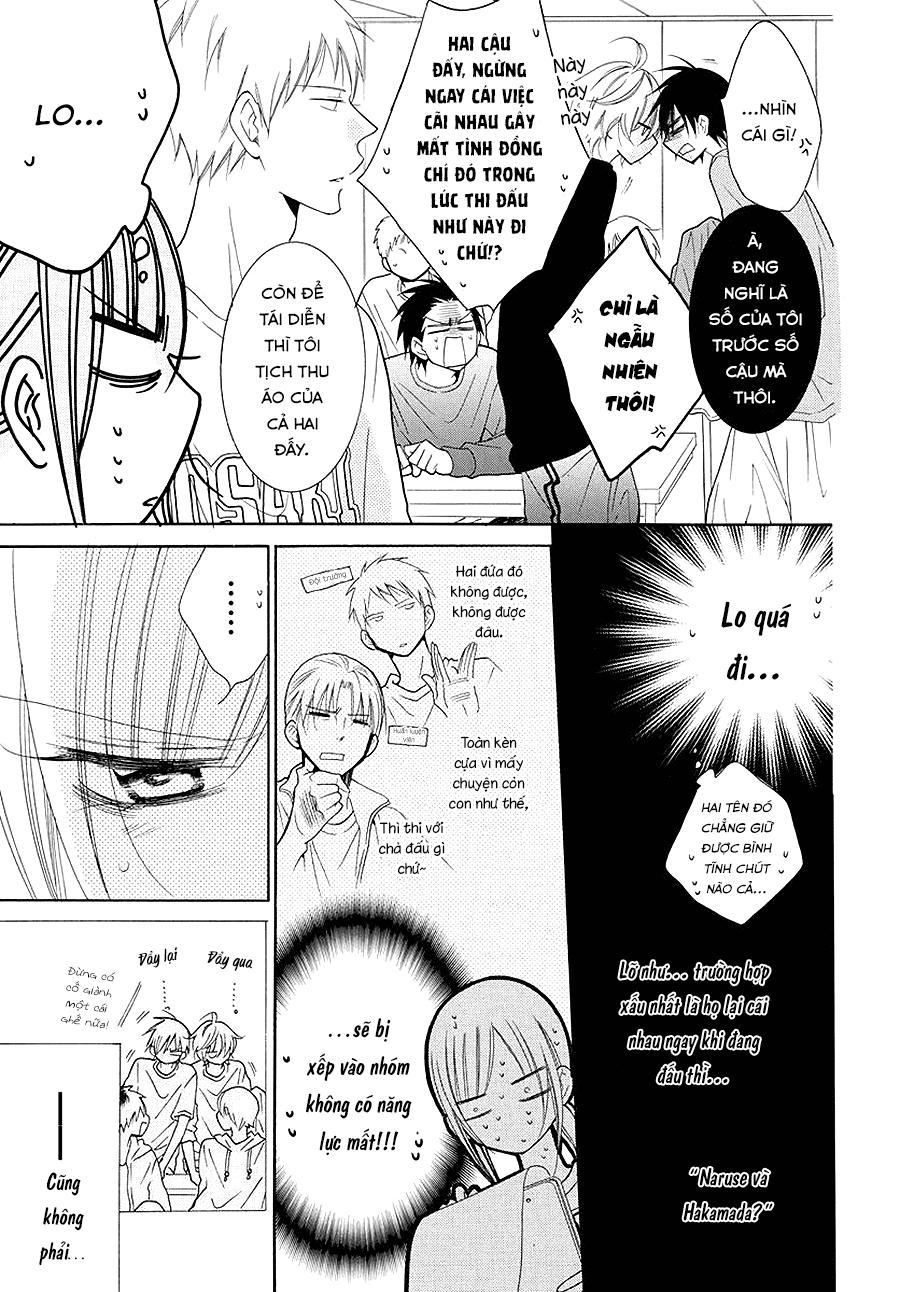 ...NHÌN
CÁI GÌ!
À,
ĐANG
NGHĨ LÀ
SỐ CỦA TÔI
TRƯỚC SỐ
CẬU MÀ
THÔI.
Này
này
này
CHỈ LÀ
NGẪU
NHIÊN
THÔI!
HAI CẬU
ĐẤY, NGỪNG
NGAY CÁI VIỆC
CÃI NHAU GÂY
MẤT TÌNH ĐỒNG
CHÍ ĐÓ TRONG
LÚC THI ĐẤU
NHƯ NÀY ĐI
CHỨ!?
CÒN ĐỂ
TÁI DIỄN
THÌ TÔI
TỊCH THU
ÁO CỦA
CẢ HAI
ĐẤY.
LO...
Lo quá
đi...
HAI TÊN ĐÓ
CHẲNG GIỮ
ĐƯỢC BÌNH
TĨNH CHÚT
NÀO CẢ...
Lỡ như... trường hợp
xấu nhất là họ lại cãi
nhau ngay khi đang
đấu thì...
"Naruse và
Hakamada?"
Đội trưởng
Hai đứa đó
không được,
không được
đâu.
Huấn luyện
viên
Toàn kèn
cựa vì mấy
chuyện cỏn
con như thế,
Thì thi với
chả đấu gì
chứ~
...sẽ bị
xếp vào nhóm
không có năng
lực mất!!!
......
Đẩy qua
Đẩy lại
Đừng có
cố giành
một cái
ghế nữa!
Cũng
không
phải...